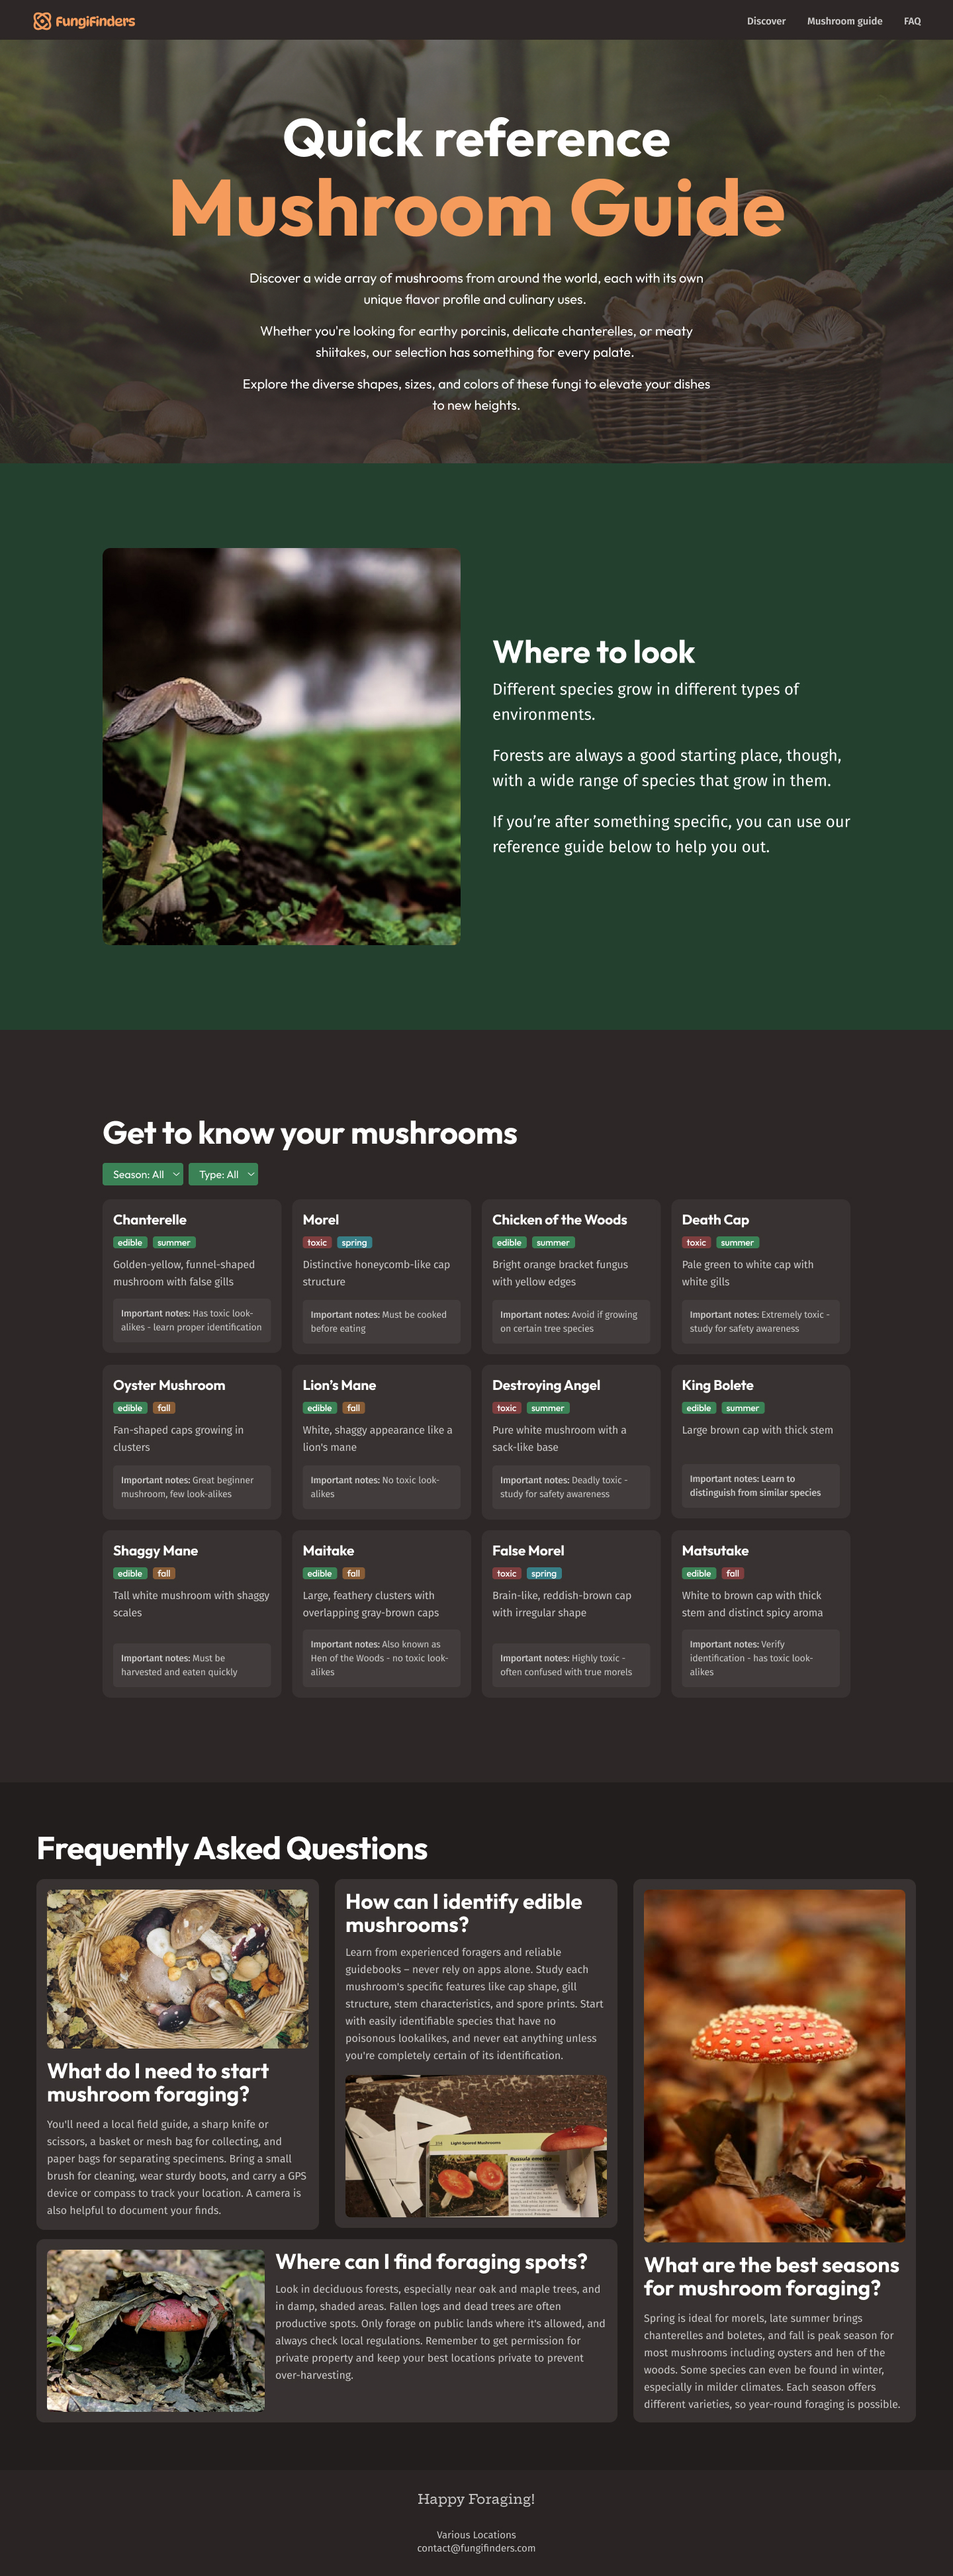 FungiFinders
Discover
Mushroom guide
FAQ
Quick reference
Mushroom Guide
Discover a wide array of mushrooms from around the world, each with its own
unique flavor profile and culinary uses.
Whether you're looking for earthy porcinis, delicate chanterelles, or meaty
shiitakes, our selection has something for every palate.
Explore the diverse shapes, sizes, and colors of these fungi to elevate your dishes
to new heights.
Where to look
Different species grow in different types of
environments.
Forests are always a good starting place, though,
with a wide range of species that grow in them.
If you’re after something specific, you can use our
reference guide below to help you out.
Get to know your mushrooms
Season: All
Type: All
Chanterelle
edible summer
Golden-yellow, funnel-shaped
mushroom with false gills
Important notes: Has toxic look-
alikes - learn proper identification
Morel
toxic spring
Distinctive honeycomb-like cap
structure
Important notes: Must be cooked
before eating
Chicken of the Woods
edible summer
Bright orange bracket fungus
with yellow edges
Important notes: Avoid if growing
on certain tree species
Death Cap
toxic summer
Pale green to white cap with
white gills
Important notes: Extremely toxic -
study for safety awareness
Oyster Mushroom
edible fall
Fan-shaped caps growing in
clusters
Important notes: Great beginner
mushroom, few look-alikes
Lion’s Mane
edible fall
White, shaggy appearance like a
lion's mane
Important notes: No toxic look-
alikes
Destroying Angel
toxic summer
Pure white mushroom with a
sack-like base
Important notes: Deadly toxic -
study for safety awareness
King Bolete
edible summer
Large brown cap with thick stem
Important notes: Learn to
distinguish from similar species
Shaggy Mane
edible fall
Tall white mushroom with shaggy
scales
Important notes: Must be
harvested and eaten quickly
Maitake
edible fall
Large, feathery clusters with
overlapping gray-brown caps
Important notes: Also known as
Hen of the Woods - no toxic look-
alikes
False Morel
toxic spring
Brain-like, reddish-brown cap
with irregular shape
Important notes: Highly toxic -
often confused with true morels
Matsutake
edible fall
White to brown cap with thick
stem and distinct spicy aroma
Important notes: Verify
identification - has toxic look-
alikes
Frequently Asked Questions
What do I need to start
mushroom foraging?
You'll need a local field guide, a sharp knife or
scissors, a basket or mesh bag for collecting, and
paper bags for separating specimens. Bring a small
brush for cleaning, wear sturdy boots, and carry a GPS
device or compass to track your location. A camera is
also helpful to document your finds.
How can I identify edible
mushrooms?
Learn from experienced foragers and reliable
guidebooks – never rely on apps alone. Study each
mushroom's specific features like cap shape, gill
structure, stem characteristics, and spore prints. Start
with easily identifiable species that have no
poisonous lookalikes, and never eat anything unless
you're completely certain of its identification.
Light-Spored Mushrooms
Russula emetica
Where can I find foraging spots?
Look in deciduous forests, especially near oak and maple trees, and
in damp, shaded areas. Fallen logs and dead trees are often
productive spots. Only forage on public lands where it's allowed, and
always check local regulations. Remember to get permission for
private property and keep your best locations private to prevent
over-harvesting.
What are the best seasons
for mushroom foraging?
Spring is ideal for morels, late summer brings
chanterelles and boletes, and fall is peak season for
most mushrooms including oysters and hen of the
woods. Some species can even be found in winter,
especially in milder climates. Each season offers
different varieties, so year-round foraging is possible.
Happy Foraging!
Various Locations
contact@fungifinders.com